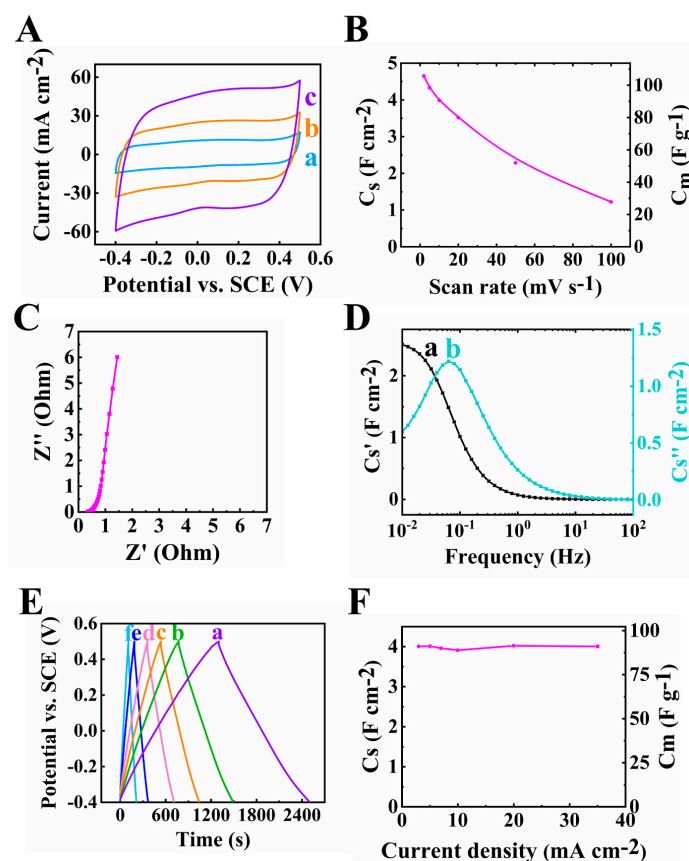 A
Current (mA cm-2)
60
30
0
-30
-60
-0.4 -0.2 0.0 0.2 0.4 0.6
Potential vs. SCE (V)
c
b
a
B
Cs (F cm-2)
5
4
3
2
1
0
0 20 40 60 80 100
Scan rate (mV s-1)
100
80
60
40
20
0
Cm (F g-1)
C
Z'' (Ohm)
7
6
5
4
3
2
1
0
0 1 2 3 4 5 6 7
Z' (Ohm)
D
Cs' (F cm-2)
2
1
0
a b
10-2 10-1 100 101 102
Frequency (Hz)
1.5
1.0
0.5
0.0
Cs'' (F cm-2)
E
Potential vs. SCE (V)
0.6
0.4
0.0
-0.4
f e d c b a
0 600 1200 1800 2400
Time (s)
F
Cs (F cm-2)
5
4
3
2
1
0
0 10 20 30 40
Current density (mA cm-2)
100
80
60
40
20
0
Cm (F g-1)